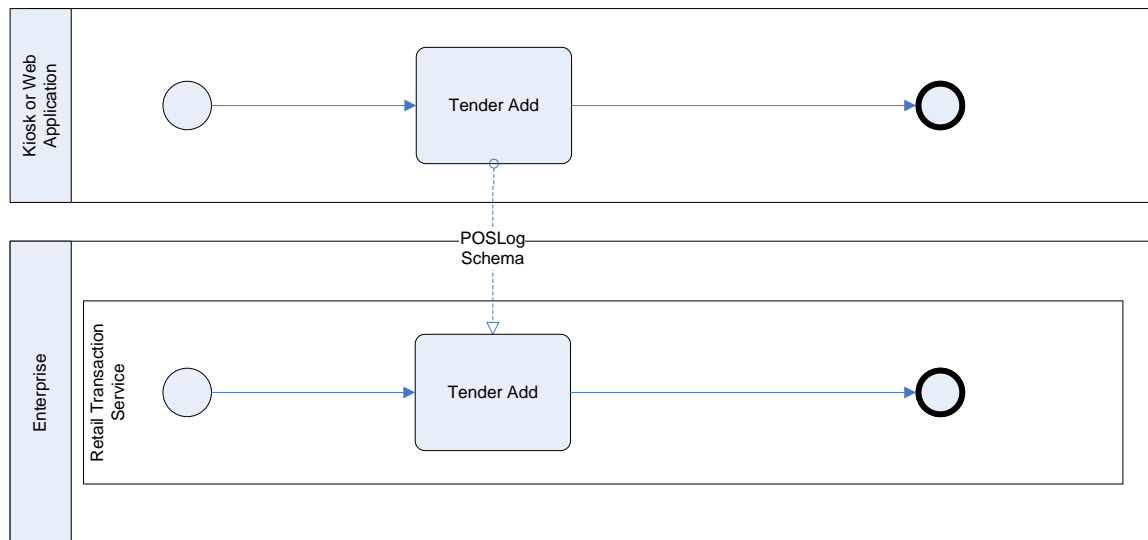 Kiosk or Web
Application
Tender Add
POSLog
Schema
Enterprise
Retail Transaction
Service
Tender Add